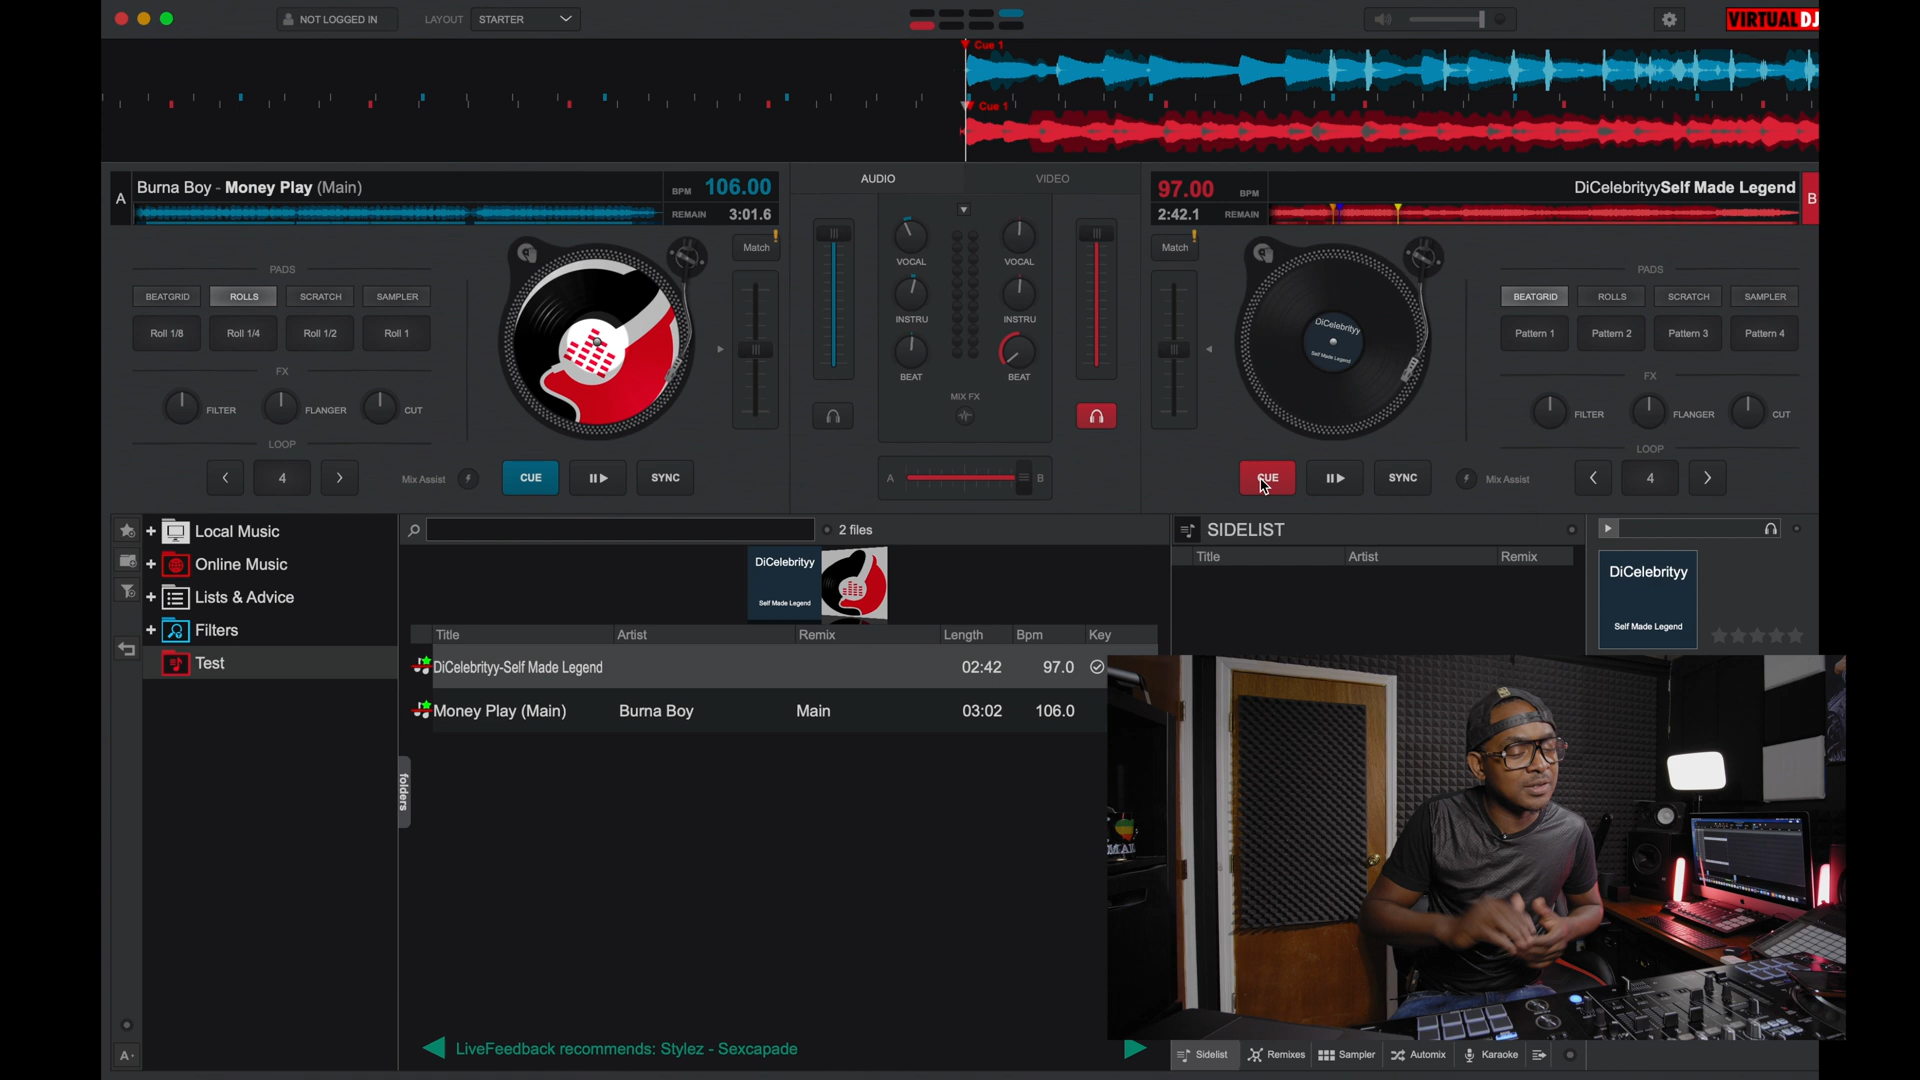 NOT LOGGED IN LAYOUT STARTER VIRTUAL DJ
Cue 1
Cue 1
A Burna Boy - Money Play (Main) BPM 106.00
REMAIN 3:01.6
AUDIO VIDEO
97.00 BPM DiCelebrityySelf Made Legend B
2:42.1 REMAIN
Match
PADS
BEATGRID ROLLS SCRATCH SAMPLER
Roll 1/8 Roll 1/4 Roll 1/2 Roll 1
FX
FILTER FLANGER CUT
LOOP
4 Mix Assist CUE SYNC
VOCAL VOCAL
INSTRU INSTRU
BEAT BEAT
MIX FX
A B
Match
DiCelebrityy
Self Made Legend
PADS
BEATGRID ROLLS SCRATCH SAMPLER
Pattern 1 Pattern 2 Pattern 3 Pattern 4
FX
FILTER FLANGER CUT
LOOP
CUE SYNC Mix Assist 4
Local Music
Online Music
Lists & Advice
Filters
Test
folders
A+
2 files
DiCelebrityy
Self Made Legend
Title Artist Remix Length Bpm Key
DiCelebrityy-Self Made Legend 02:42 97.0
Money Play (Main) Burna Boy Main 03:02 106.0
LiveFeedback recommends: Stylez - Sexcapade
SIDELIST
Title Artist Remix
DiCelebrityy
Self Made Legend
Sidelist Remixes Sampler Automix Karaoke